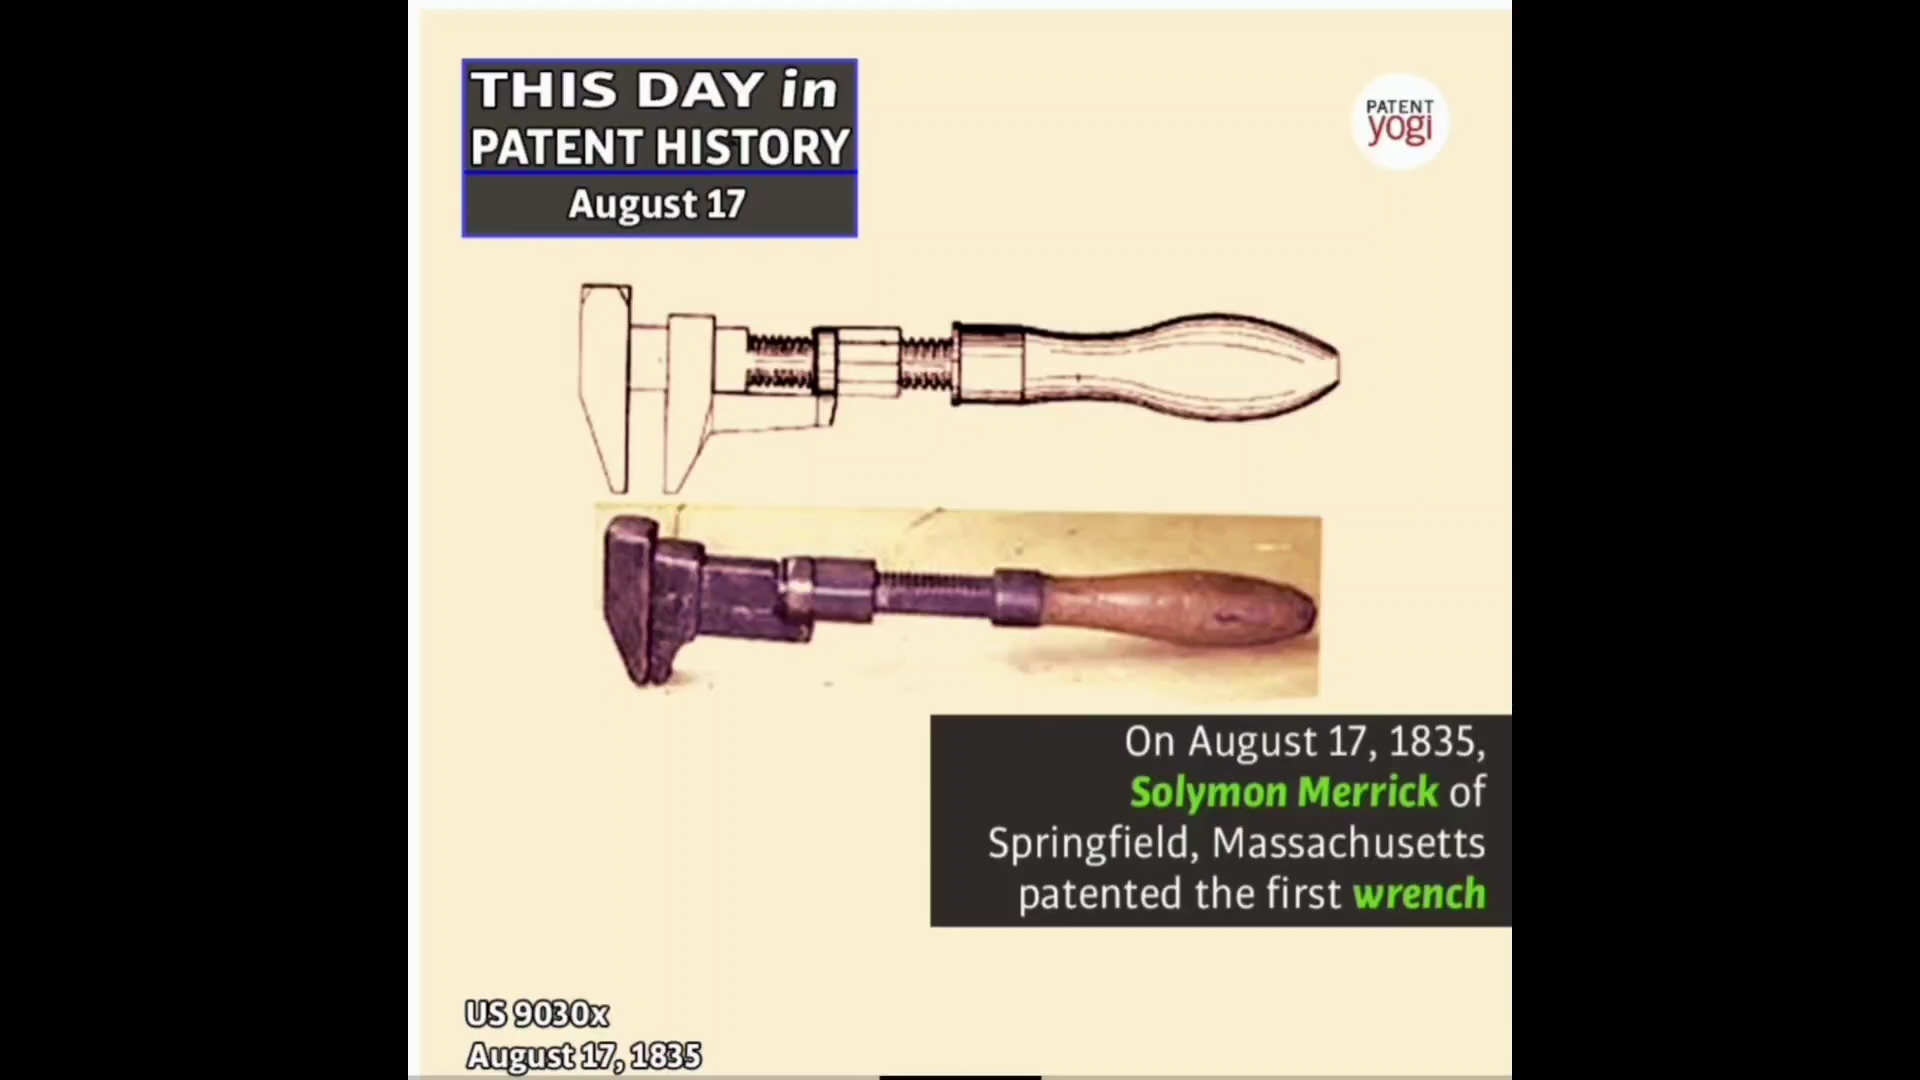 THIS DAY in
PATENT HISTORY
August 17
PATENT
yogi
On August 17, 1835,
Solymon Merrick of
Springfield, Massachusetts
patented the first wrench
US 9030x
August 17, 1835